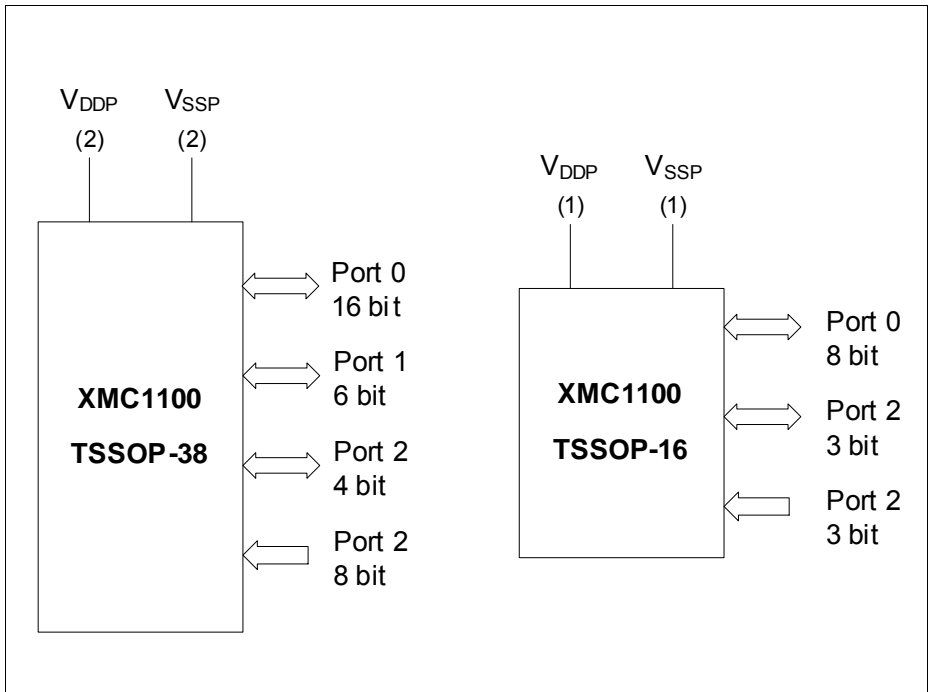 VDDP
(2)
VSSP
(2)
XMC1100
TSSOP-38
Port 0
16 bit
Port 1
6 bit
Port 2
4 bit
Port 2
8 bit
VDDP
(1)
VSSP
(1)
XMC1100
TSSOP-16
Port 0
8 bit
Port 2
3 bit
Port 2
3 bit